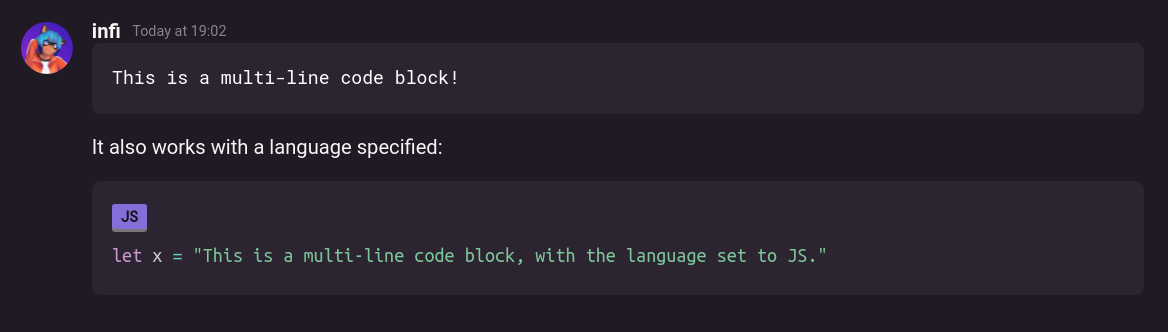 infi Today at 19:02
This is a multi-line code block!
It also works with a language specified:
JS
let x = "This is a multi-line code block, with the language set to JS."